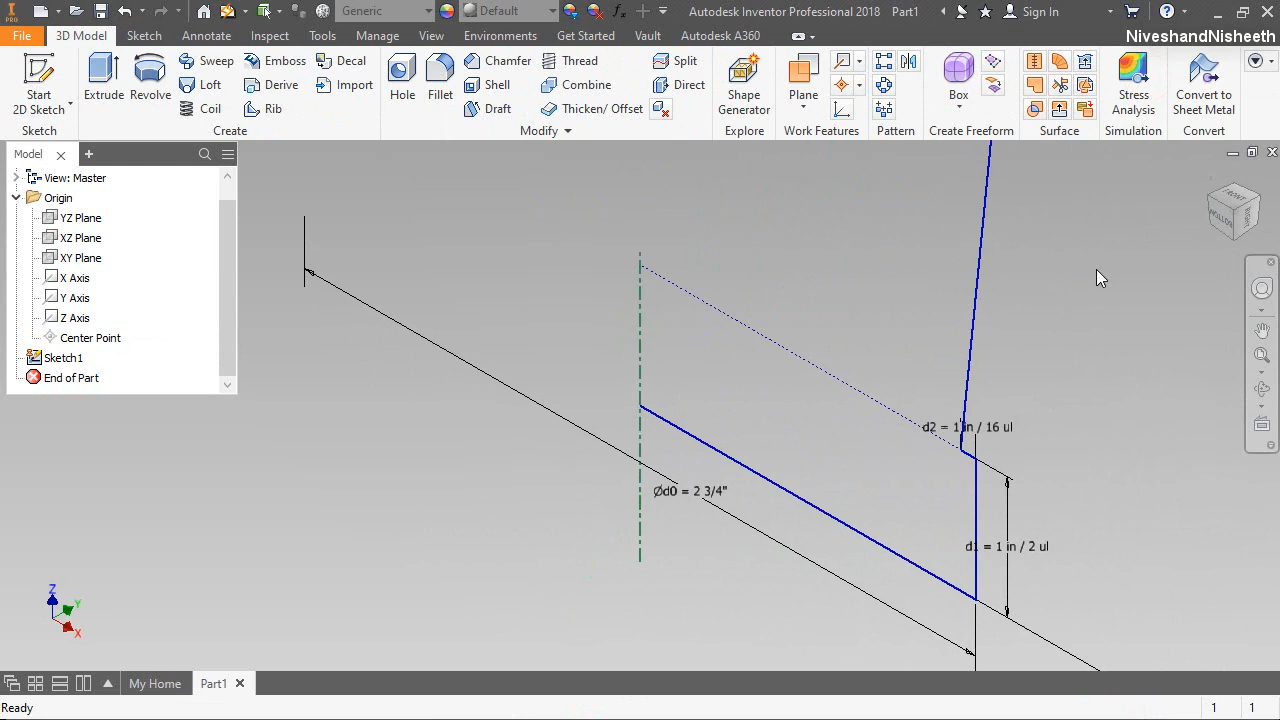 PRO
Generic
Default
Autodesk Inventor Professional 2018 Part1
Sign In
File 3D Model Sketch Annotate Inspect Tools Manage View Environments Get Started Vault Autodesk A360
NiveshandNisheeth
Start
2D Sketch
Sketch
Extrude
Revolve
Sweep Emboss Decal
Loft Import
Coil Rib
Create
Hole
Fillet
Chamfer Thread Split
Shell Combine Direct
Draft Thicken/ Offset
Modify
Shape
Generator
Explore
Plane
Work Features
Pattern
Box
Create Freeform
Surface
Stress
Analysis
Simulation
Convert to
Sheet Metal
Convert
Model
View: Master
Origin
YZ Plane
XZ Plane
XY Plane
X Axis
Y Axis
Z Axis
Center Point
Sketch1
End of Part
FRONT
BOTTOM
d2 = 1 in / 16 ul
Ød0 = 2 3/4"
d1 = 1 in / 2 ul
Z
Y
X
My Home
Part1
Ready
1 1